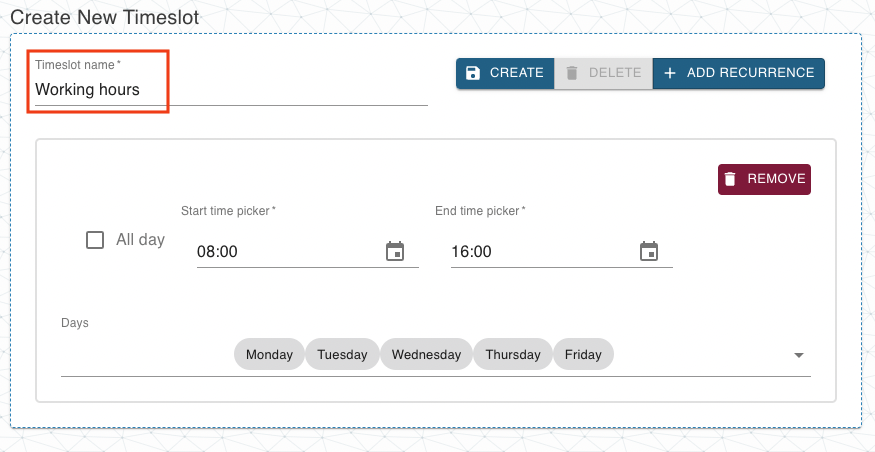 Create New Timeslot
Timeslot name *
Working hours
CREATE
DELETE
ADD RECURRENCE
REMOVE
All day
Start time picker *
08:00
End time picker *
16:00
Days
Monday Tuesday Wednesday Thursday Friday